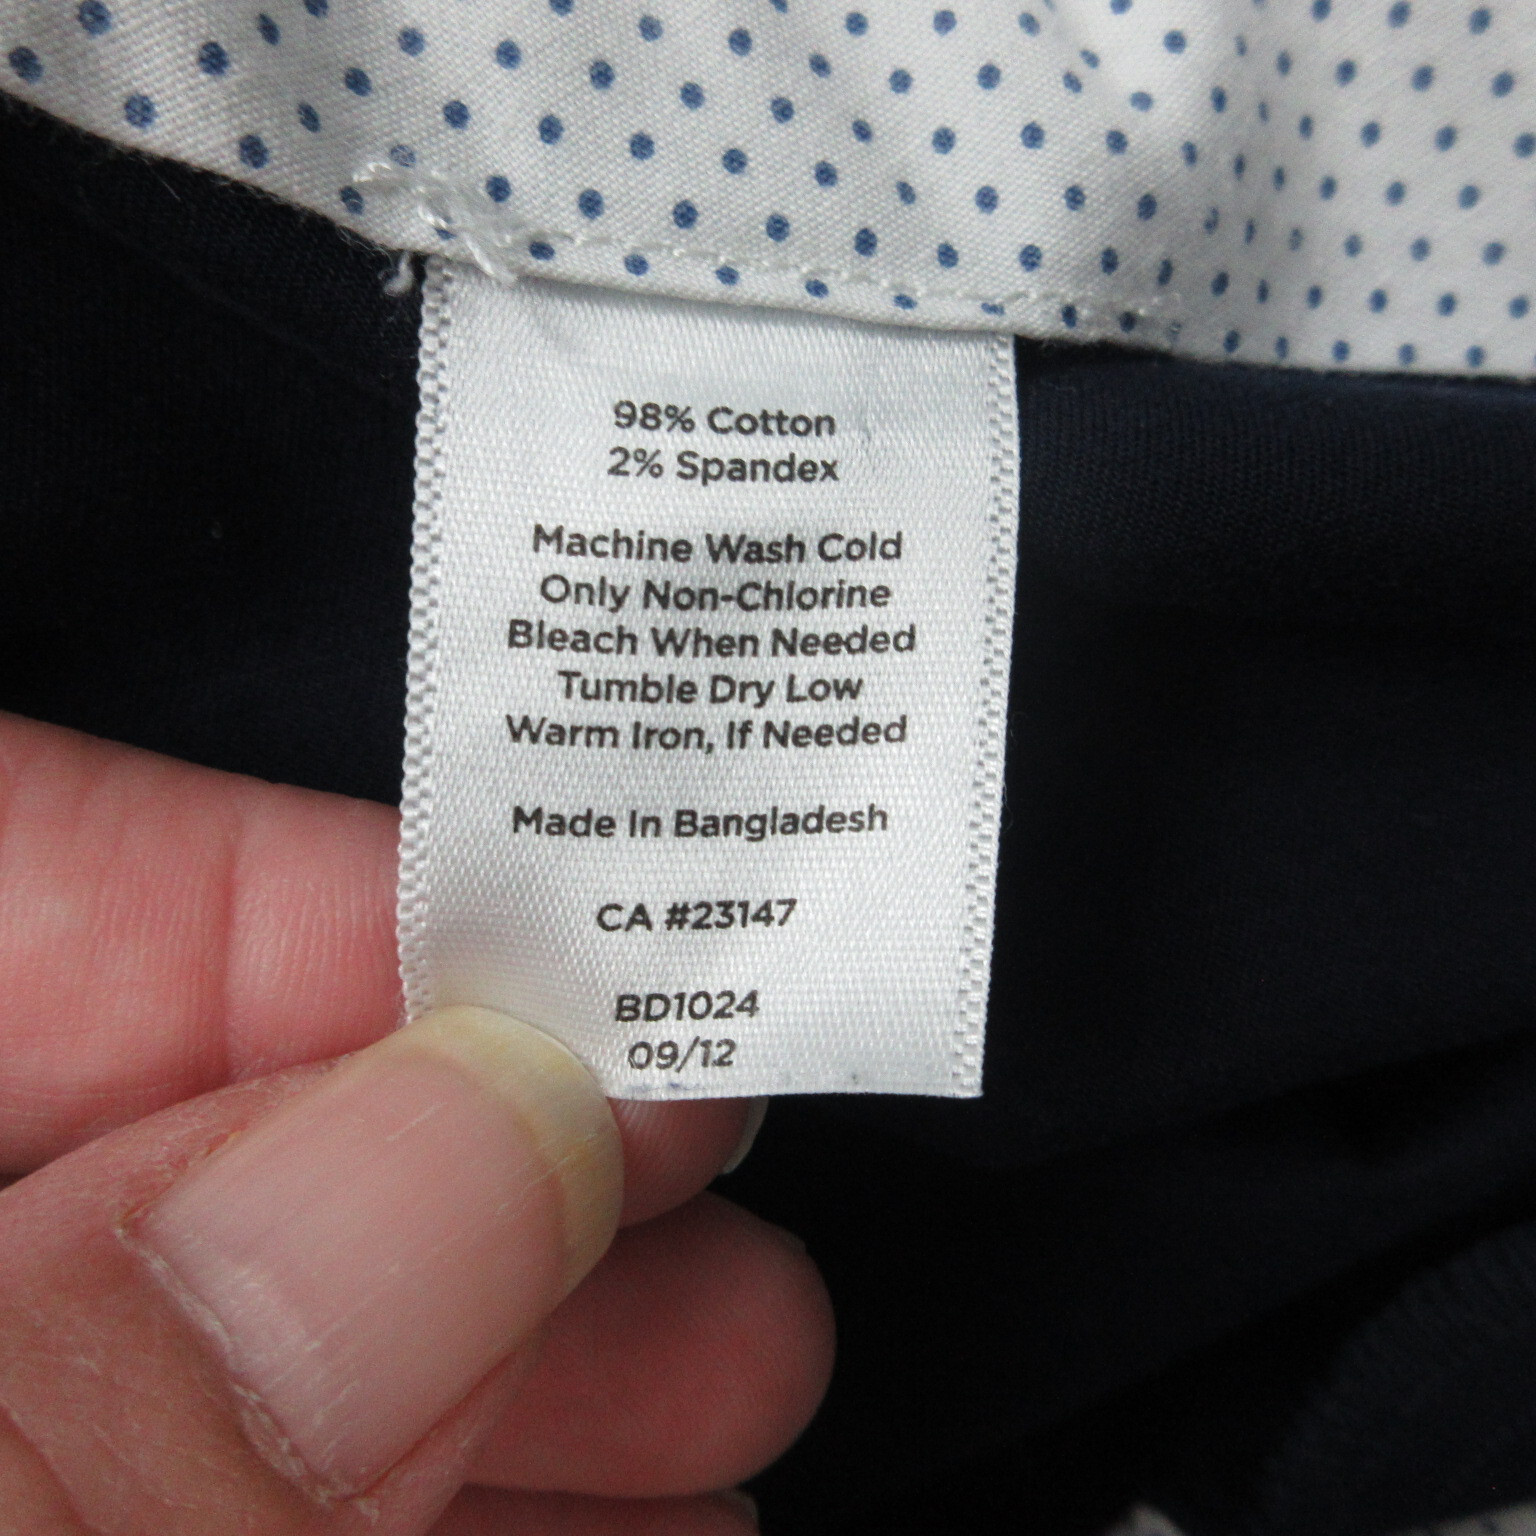 98% Cotton
2% Spandex
Machine Wash Cold
Only Non-Chlorine
Bleach When Needed
Tumble Dry Low
Warm Iron, If Needed
Made In Bangladesh
CA #23147
BD1024
09/12